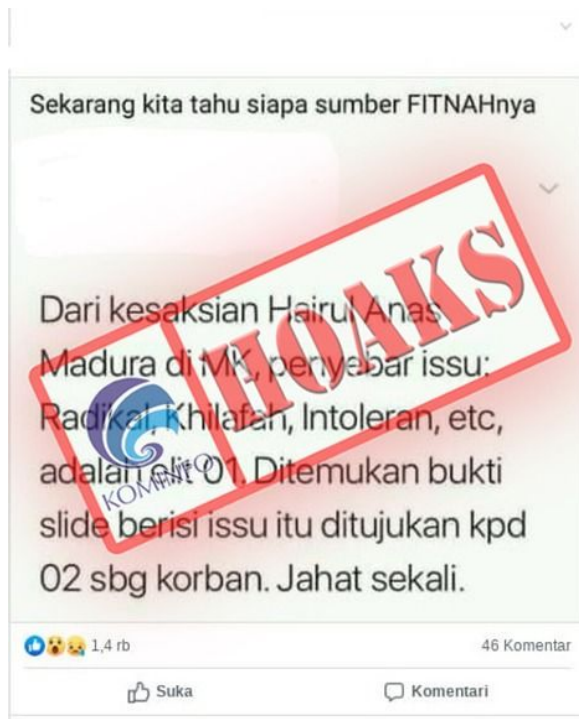 Sekarang kita tahu siapa sumber FITNAHnya
Dari kesaksian Hairul Anas
Madura di MK, penyebar issu:
Radikal, Khilafah, Intoleran, etc,
adalah elit 01. Ditemukan bukti
slide berisi issu itu ditujukan kpd
02 sbg korban. Jahat sekali.
HOAKS
KOMINFO
1,4 rb
46 Komentar
Suka
Komentari